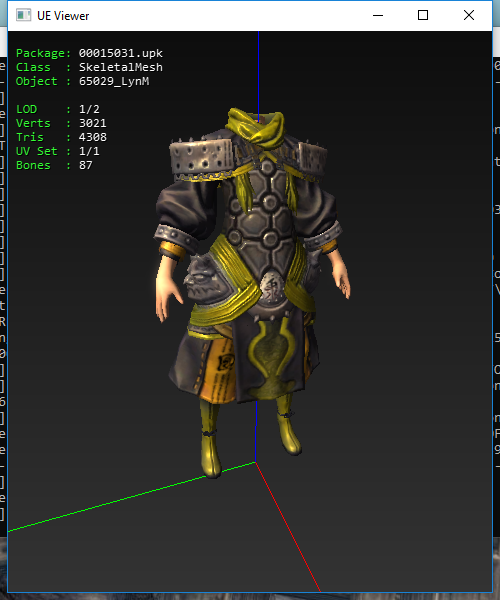 UE Viewer
Package: 00015031.upk
Class : SkeletalMesh
Object : 65029_LynM
LOD : 1/2
Verts : 3021
Tris : 4308
UV Set : 1/1
Bones : 87